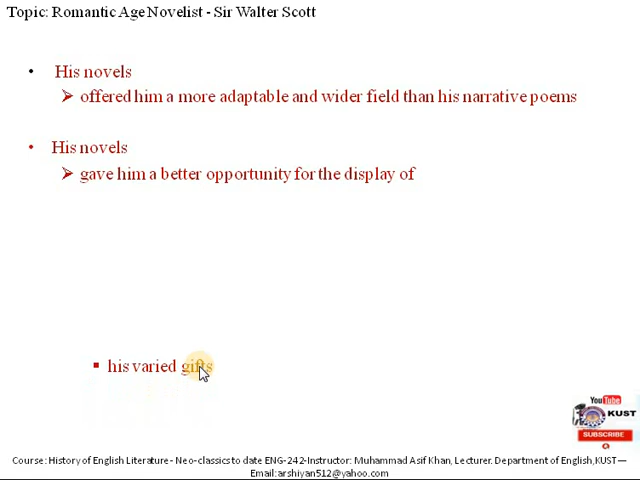 Topic: Romantic Age Novelist - Sir Walter Scott
• His novels
➢ offered him a more adaptable and wider field than his narrative poems
• His novels
➢ gave him a better opportunity for the display of
▪ his varied gifts
YouTube
KUST
SUBSCRIBE
Course: History of English Literature - Neo-classics to date ENG-242-Instructor: Muhammad Asif Khan, Lecturer. Department of English,KUST—
Email:arshiyan512@yahoo.com